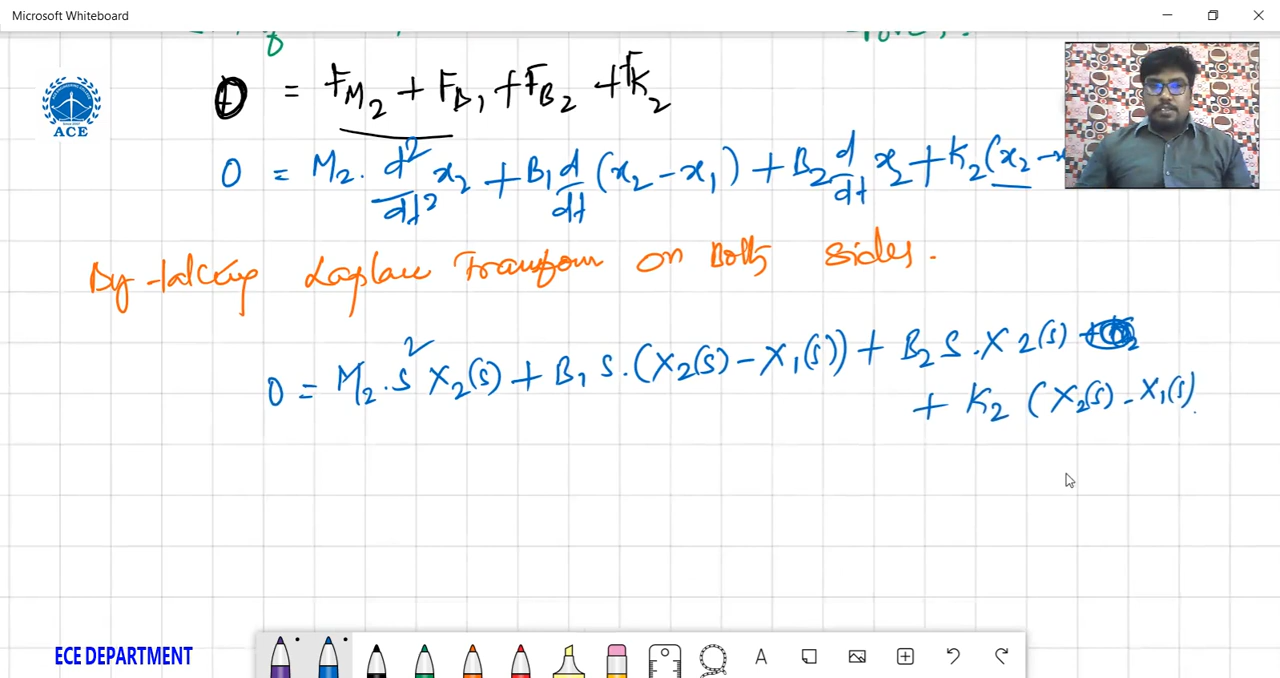 Microsoft Whiteboard
0 = F_M2 + F_B1 + F_B2 + F_K2
ACE
0 = M2 . d²/dt² x2 + B1 d/dt (x2 - x1) + B2 d/dt x2 + K2 (x2 - x
By taking Laplace Transform on Both sides.
0 = M2 . s² X2(s) + B1 s . (X2(s) - X1(s)) + B2 s . X2(s)
+ K2 (X2(s) - X1(s).
ECE DEPARTMENT
A